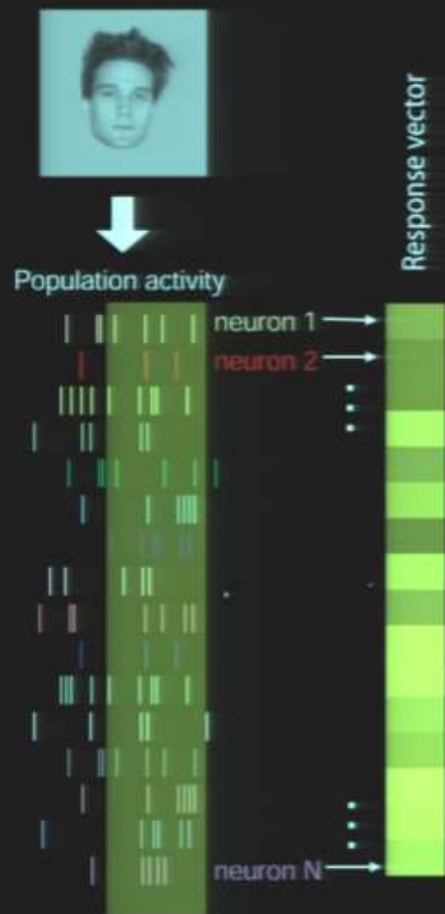 Response vector
Population activity
neuron 1
neuron 2
neuron N